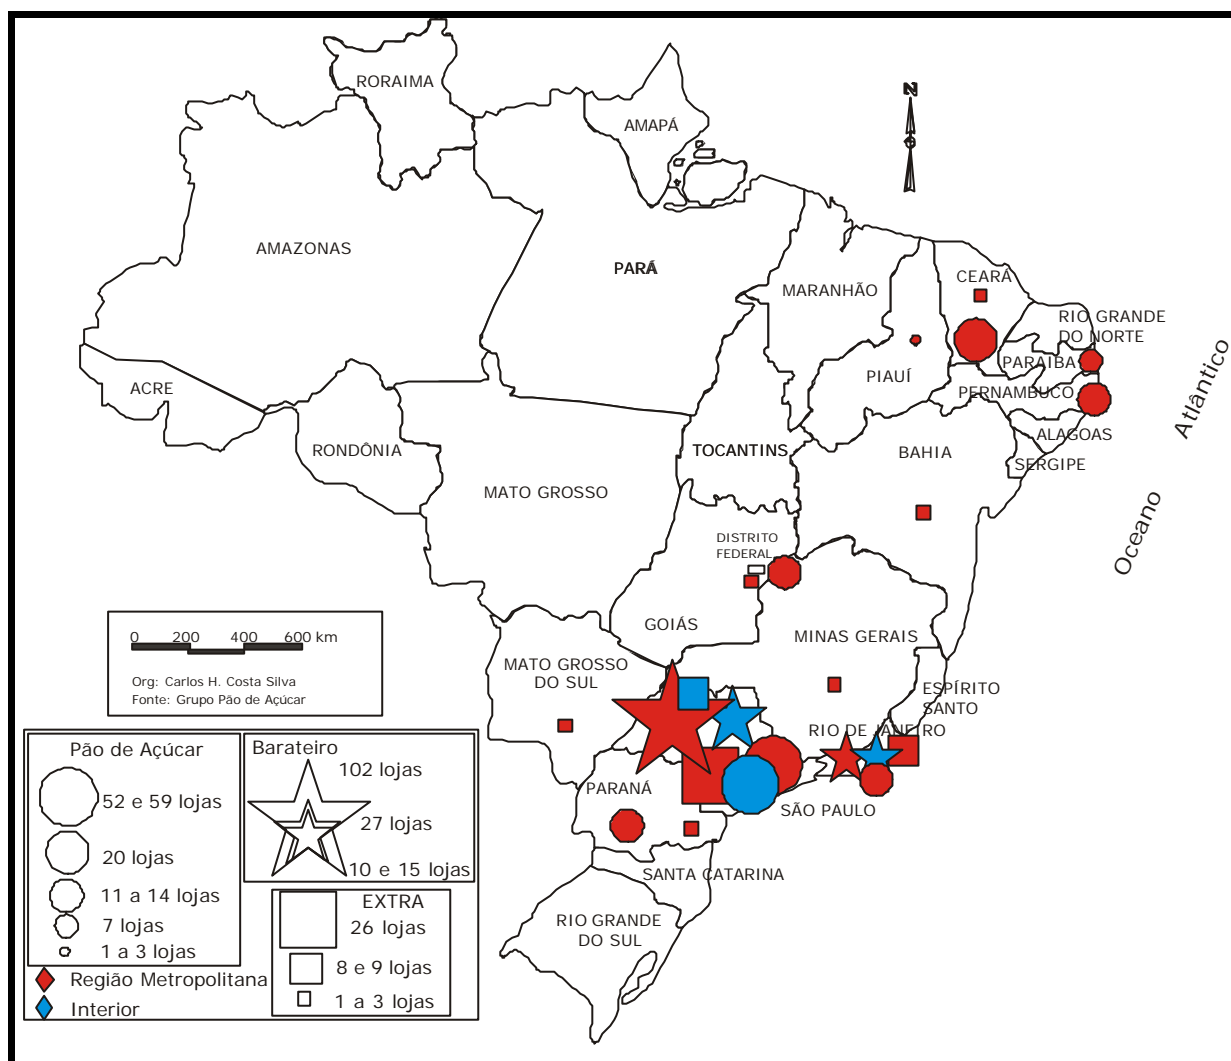 N
RORAIMA
AMAPÁ
AMAZONAS
PARÁ
MARANHÃO
CEARÁ
RIO GRANDE
DO NORTE
PARAÍBA
PIAUÍ
PERNAMBUCO
ACRE
RONDÔNIA
TOCANTINS
BAHIA
ALAGOAS
SERGIPE
MATO GROSSO
Oceano
Atlântico
DISTRITO
FEDERAL
GOIÁS
MINAS GERAIS
MATO GROSSO
DO SUL
ESPÍRITO
SANTO
RIO DE JANEIRO
SÃO PAULO
PARANÁ
SANTA CATARINA
RIO GRANDE
DO SUL
0 200 400 600 km
Org: Carlos H. Costa Silva
Fonte: Grupo Pão de Açúcar
Pão de Açúcar
52 e 59 lojas
20 lojas
11 a 14 lojas
7 lojas
1 a 3 lojas
Barateiro
102 lojas
27 lojas
10 e 15 lojas
EXTRA
26 lojas
8 e 9 lojas
1 a 3 lojas
Região Metropolitana
Interior